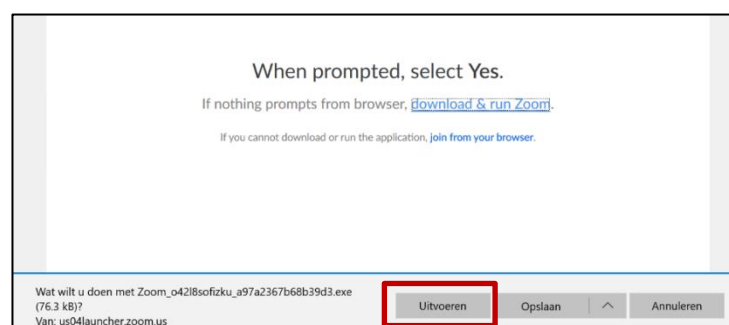 When prompted, select Yes.
If nothing prompts from browser, download & run Zoom.
If you cannot download or run the application, join from your browser.
Wat wilt u doen met Zoom_o42l8sofizku_a97a2367b68b39d3.exe
(76.3 kB)?
Van: us04launcher.zoom.us
Uitvoeren Opslaan Annuleren